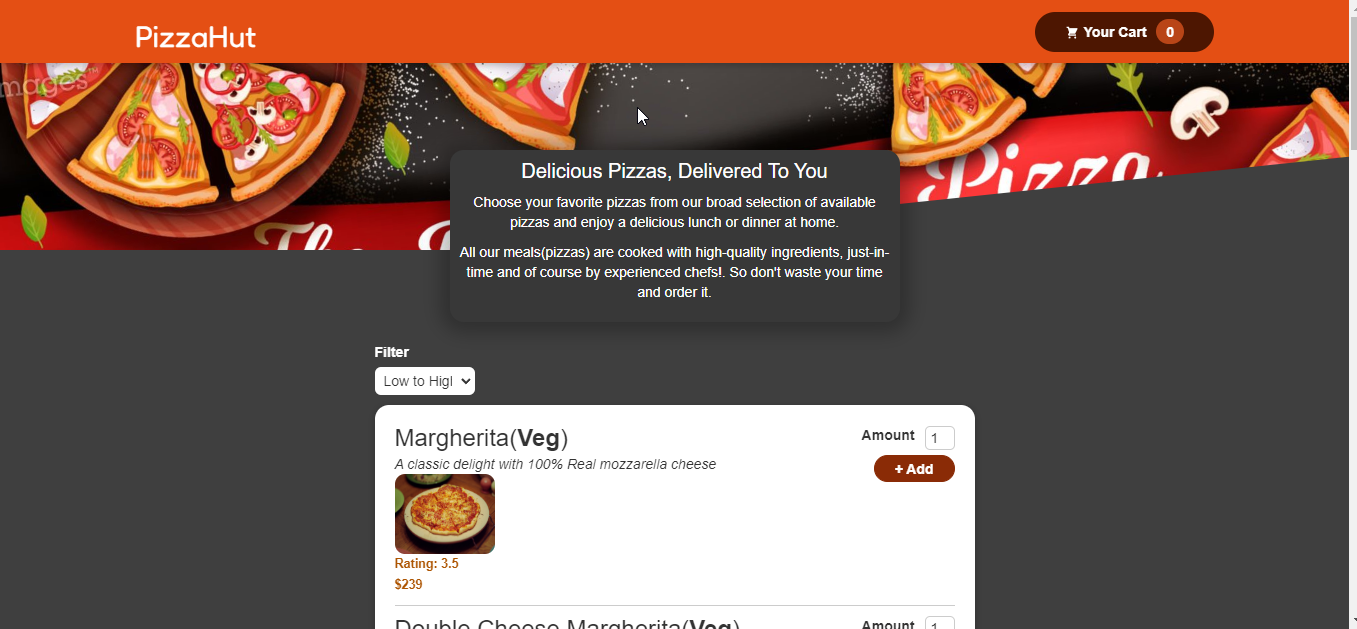 PizzaHut
Your Cart 0
mages
Pizza
The
Delicious Pizzas, Delivered To You
Choose your favorite pizzas from our broad selection of available
pizzas and enjoy a delicious lunch or dinner at home.
All our meals(pizzas) are cooked with high-quality ingredients, just-in-
time and of course by experienced chefs!. So don't waste your time
and order it.
Filter
Low to Higl
Margherita(Veg)
Amount 1
A classic delight with 100% Real mozzarella cheese
+ Add
Rating: 3.5
$239
Double Cheese Margherita(Veg)
Amount 1